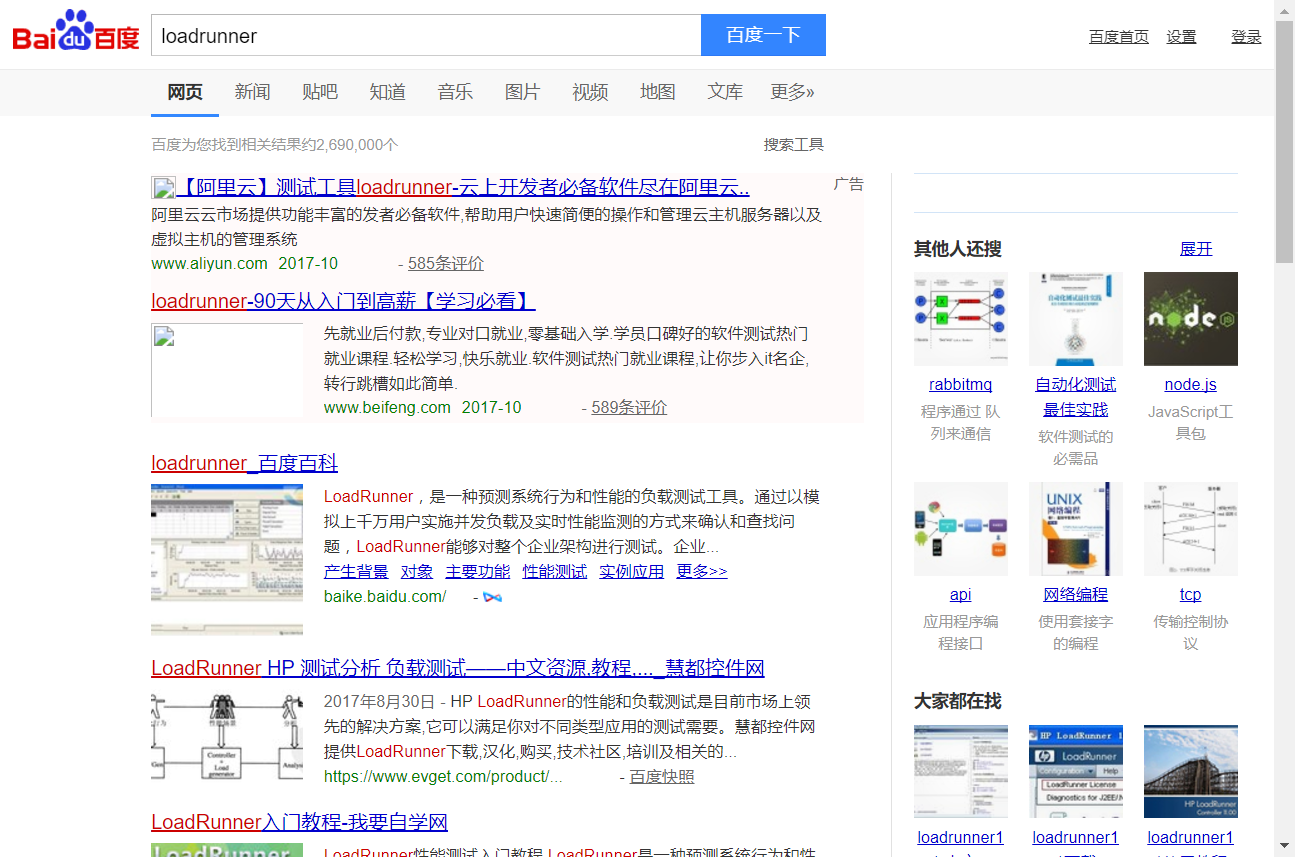 Bai du 百度
loadrunner
百度一下
百度首页 设置 登录
网页 新闻 贴吧 知道 音乐 图片 视频 地图 文库 更多»
百度为您找到相关结果约2,690,000个
搜索工具
【阿里云】测试工具loadrunner-云上开发者必备软件尽在阿里云..
广告
阿里云云市场提供功能丰富的发者必备软件,帮助用户快速简便的操作和管理云主机服务器以及
虚拟主机的管理系统
www.aliyun.com 2017-10 - 585条评价
loadrunner-90天从入门到高薪【学习必看】
先就业后付款,专业对口就业,零基础入学.学员口碑好的软件测试热门
就业课程.轻松学习,快乐就业.软件测试热门就业课程,让你步入it名企,
转行跳槽如此简单.
www.beifeng.com 2017-10 - 589条评价
loadrunner_百度百科
LoadRunner，是一种预测系统行为和性能的负载测试工具。通过以模
拟上千万用户实施并发负载及实时性能监测的方式来确认和查找问
题，LoadRunner能够对整个企业架构进行测试。企业...
产生背景 对象 主要功能 性能测试 实例应用 更多>>
baike.baidu.com/ -
LoadRunner HP 测试分析 负载测试——中文资源,教程,..._慧都控件网
2017年8月30日 - HP LoadRunner的性能和负载测试是目前市场上领
先的解决方案,它可以满足你对不同类型应用的测试需要。慧都控件网
提供LoadRunner下载,汉化,购买,技术社区,培训及相关的...
https://www.evget.com/product/... - 百度快照
Controller
LoadRunner入门教程-我要自学网
LoadRunner
LoadRunner性能测试入门教程,LoadRunner是一种预测系统行为和性
其他人还搜 展开
rabbitmq
程序通过 队
列来通信
自动化测试
最佳实践
软件测试的
必需品
node.js
JavaScript工
具包
api
应用程序编
程接口
UNIX
网络编程
网络编程
使用套接字
的编程
tcp
传输控制协
议
大家都在找
HP LoadRunner
LoadRunner
Configuration Help
LoadRunner License
Diagnostics for J2EE/
HP LoadRunner
loadrunner1
loadrunner1
loadrunner1